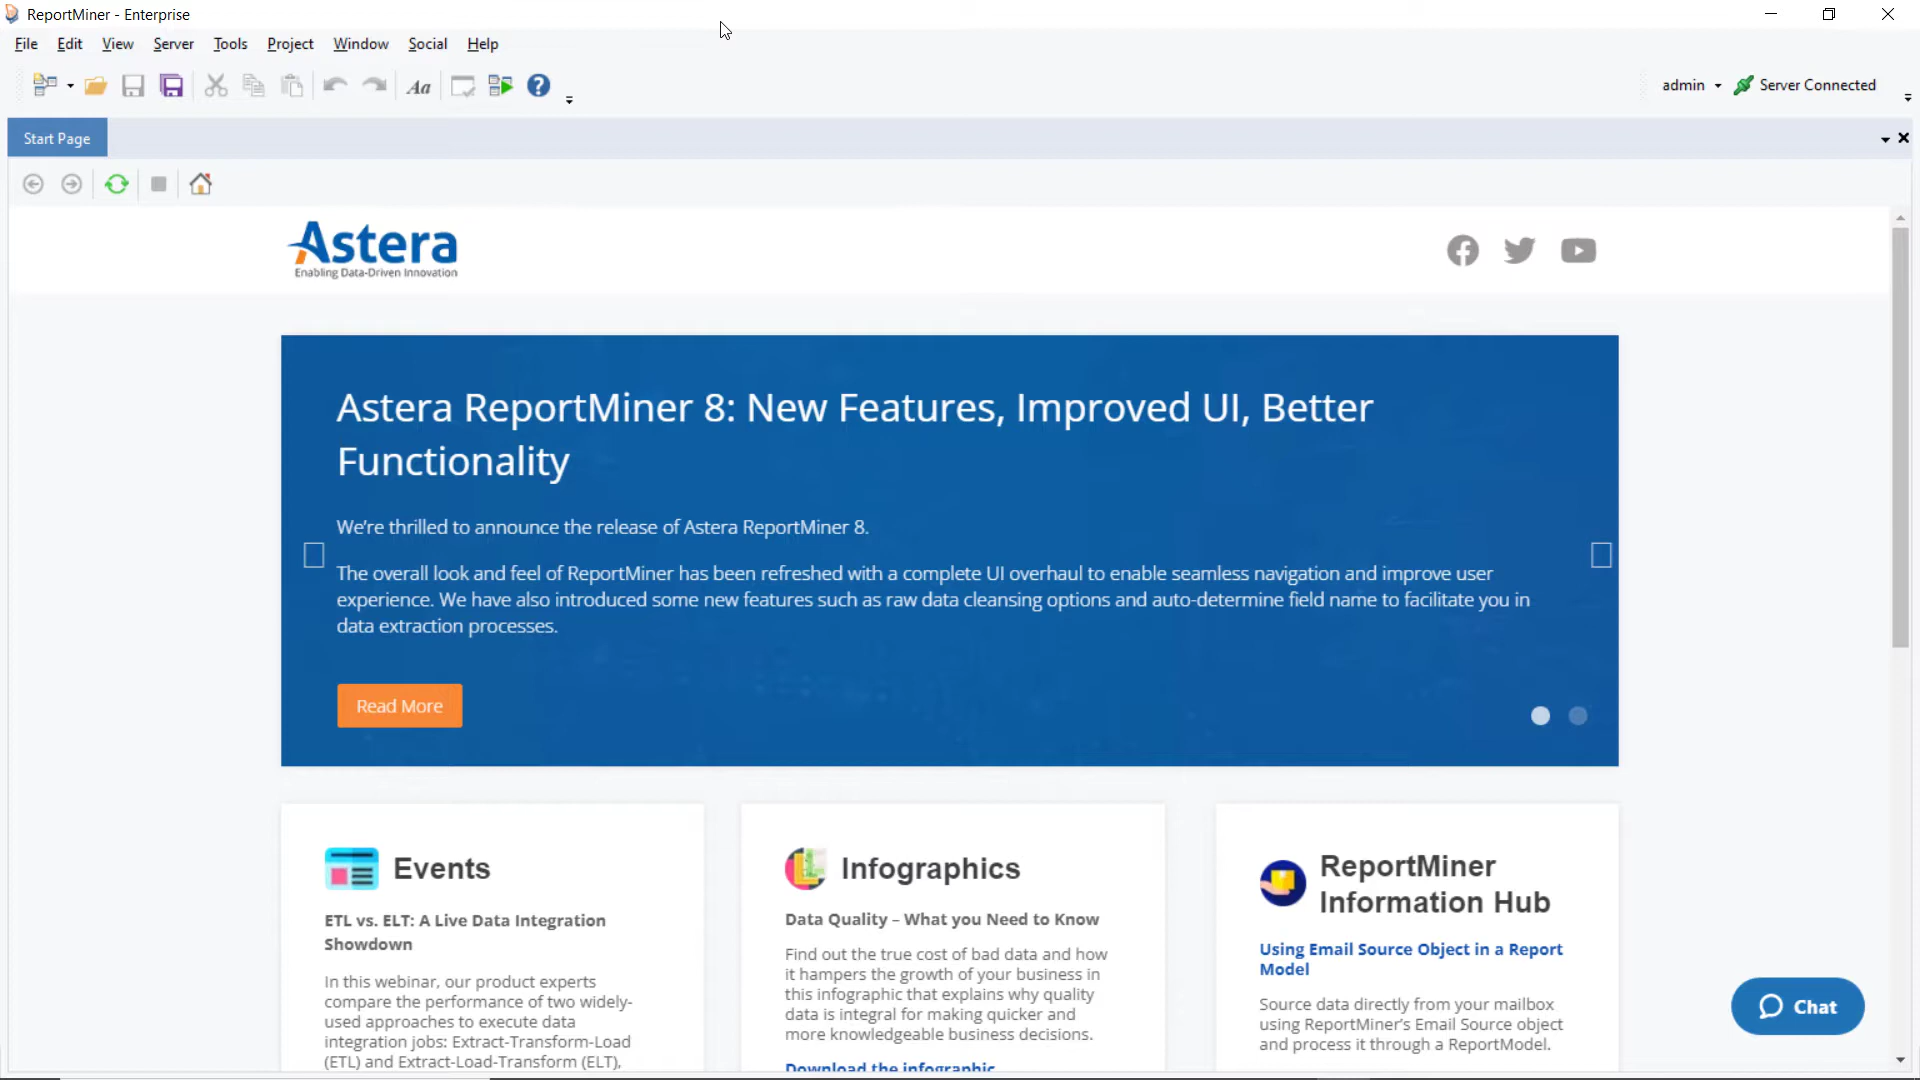 ReportMiner - Enterprise
File Edit View Server Tools Project Window Social Help
Aa
admin Server Connected
Start Page
Astera
Enabling Data-Driven Innovation
Astera ReportMiner 8: New Features, Improved UI, Better
Functionality
We're thrilled to announce the release of Astera ReportMiner 8.
The overall look and feel of ReportMiner has been refreshed with a complete UI overhaul to enable seamless navigation and improve user
experience. We have also introduced some new features such as raw data cleansing options and auto-determine field name to facilitate you in
data extraction processes.
Read More
Events
ETL vs. ELT: A Live Data Integration
Showdown
In this webinar, our product experts
compare the performance of two widely-
used approaches to execute data
integration jobs: Extract-Transform-Load
(ETL) and Extract-Load-Transform (ELT),
Infographics
Data Quality – What you Need to Know
Find out the true cost of bad data and how
it hampers the growth of your business in
this infographic that explains why quality
data is integral for making quicker and
more knowledgeable business decisions.
Download the infographic
ReportMiner
Information Hub
Using Email Source Object in a Report
Model
Source data directly from your mailbox
using ReportMiner's Email Source object
and process it through a ReportModel.
Chat